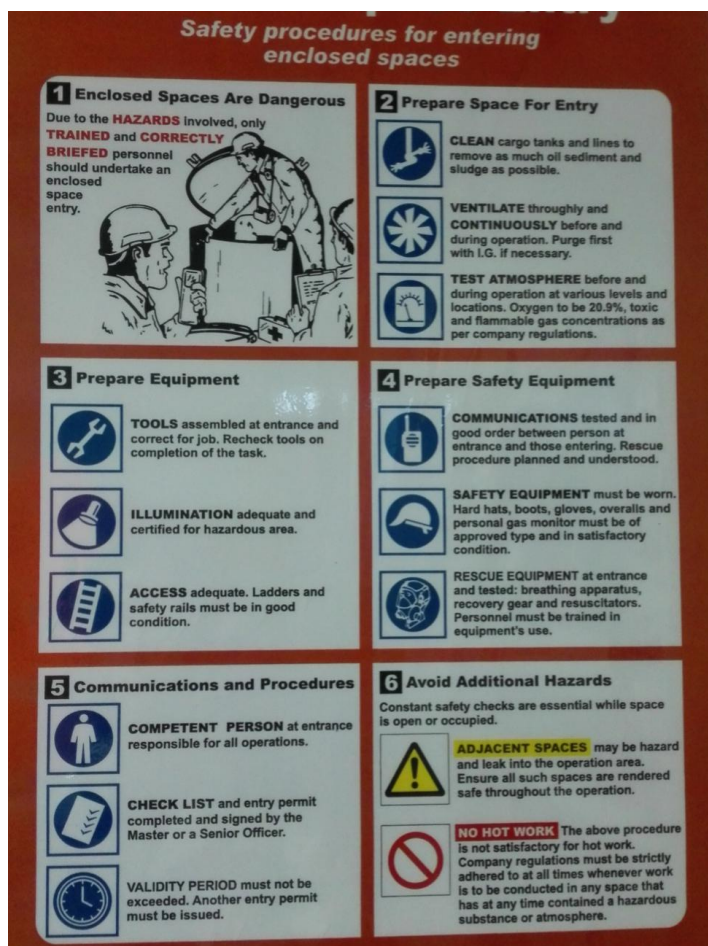 Safety procedures for entering
enclosed spaces
1 Enclosed Spaces Are Dangerous
Due to the HAZARDS involved, only
TRAINED and CORRECTLY
BRIEFED personnel
should undertake an
enclosed
space
entry.
2 Prepare Space For Entry
CLEAN cargo tanks and lines to
remove as much oil sediment and
sludge as possible.
VENTILATE throughly and
CONTINUOUSLY before and
during operation. Purge first
with I.G. if necessary.
TEST ATMOSPHERE before and
during operation at various levels and
locations. Oxygen to be 20.9%, toxic
and flammable gas concentrations as
per company regulations.
3 Prepare Equipment
TOOLS assembled at entrance and
correct for job. Recheck tools on
completion of the task.
ILLUMINATION adequate and
certified for hazardous area.
ACCESS adequate. Ladders and
safety rails must be in good
condition.
4 Prepare Safety Equipment
COMMUNICATIONS tested and in
good order between person at
entrance and those entering. Rescue
procedure planned and understood.
SAFETY EQUIPMENT must be worn.
Hard hats, boots, gloves, overalls and
personal gas monitor must be of
approved type and in satisfactory
condition.
RESCUE EQUIPMENT at entrance
and tested: breathing apparatus,
recovery gear and resuscitators.
Personnel must be trained in
equipment's use.
5 Communications and Procedures
COMPETENT PERSON at entrance
responsible for all operations.
CHECK LIST and entry permit
completed and signed by the
Master or a Senior Officer.
VALIDITY PERIOD must not be
exceeded. Another entry permit
must be issued.
6 Avoid Additional Hazards
Constant safety checks are essential while space
is open or occupied.
ADJACENT SPACES may be hazard
and leak into the operation area.
Ensure all such spaces are rendered
safe throughout the operation.
NO HOT WORK The above procedure
is not satisfactory for hot work.
Company regulations must be strictly
adhered to at all times whenever work
is to be conducted in any space that
has at any time contained a hazardous
substance or atmosphere.